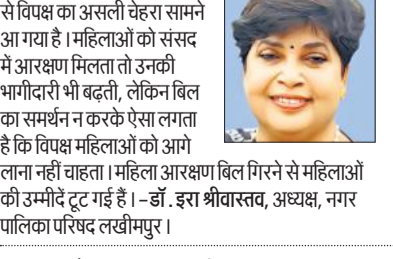 से विपक्ष का असली चेहरा सामने
आ गया है । महिलाओं को संसद
में आरक्षण मिलता तो उनकी
भागीदारी भी बढ़ती, लेकिन बिल
का समर्थन न करके ऐसा लगता
है कि विपक्ष महिलाओं को आगे
लाना नहीं चाहता । महिला आरक्षण बिल गिरने से महिलाओं
की उम्मीदें टूट गई हैं । -डॉ . इरा श्रीवास्तव, अध्यक्ष, नगर
पालिका परिषद लखीमपुर ।